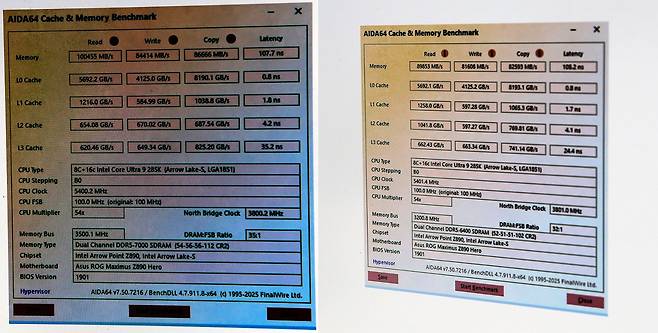 AIDA64 Cache & Memory Benchmark
Read Write Copy Latency
Memory 100455 MB/s 84414 MB/s 86666 MB/s 107.7 ns
L0 Cache 5692.2 GB/s 4125.0 GB/s 8190.1 GB/s 0.8 ns
L1 Cache 1216.0 GB/s 584.99 GB/s 1038.8 GB/s 1.8 ns
L2 Cache 654.08 GB/s 670.02 GB/s 687.54 GB/s 4.2 ns
L3 Cache 620.46 GB/s 649.34 GB/s 825.20 GB/s 35.2 ns
CPU Type 8C+16c Intel Core Ultra 9 285K (Arrow Lake-S, LGA1851)
CPU Stepping B0
CPU Clock 5400.2 MHz
CPU FSB 100.0 MHz (original: 100 MHz)
CPU Multiplier 54x North Bridge Clock 3800.2 MHz
Memory Bus 3500.1 MHz DRAM:FSB Ratio 35:1
Memory Type Dual Channel DDR5-7000 SDRAM (54-56-56-112 CR2)
Chipset Intel Arrow Point Z890, Intel Arrow Lake-S
Motherboard Asus ROG Maximus Z890 Hero
BIOS Version 1901
Hypervisor AIDA64 v7.50.7216 / BenchDLL 4.7.911.8-x64 (c) 1995-2025 FinalWire Ltd.
AIDA64 Cache & Memory Benchmark
Read Write Copy Latency
Memory 89853 MB/s 81606 MB/s 82593 MB/s 108.2 ns
L0 Cache 5692.1 GB/s 4125.2 GB/s 8193.1 GB/s 0.8 ns
L1 Cache 1258.0 GB/s 597.28 GB/s 1065.3 GB/s 1.7 ns
L2 Cache 1041.8 GB/s 597.27 GB/s 769.81 GB/s 4.1 ns
L3 Cache 662.43 GB/s 663.34 GB/s 741.14 GB/s 24.4 ns
CPU Type 8C+16c Intel Core Ultra 9 285K (Arrow Lake-S, LGA1851)
CPU Stepping B0
CPU Clock 5401.4 MHz
CPU FSB 100.0 MHz (original: 100 MHz)
CPU Multiplier 54x North Bridge Clock 3801.0 MHz
Memory Bus 3200.8 MHz DRAM:FSB Ratio 32:1
Memory Type Dual Channel DDR5-6400 SDRAM (52-51-51-102 CR2)
Chipset Intel Arrow Point Z890, Intel Arrow Lake-S
Motherboard Asus ROG Maximus Z890 Hero
BIOS Version 1901
Hypervisor AIDA64 v7.50.7216 / BenchDLL 4.7.911.8-x64 (c) 1995-2025 FinalWire Ltd.
Save Start Benchmark Close